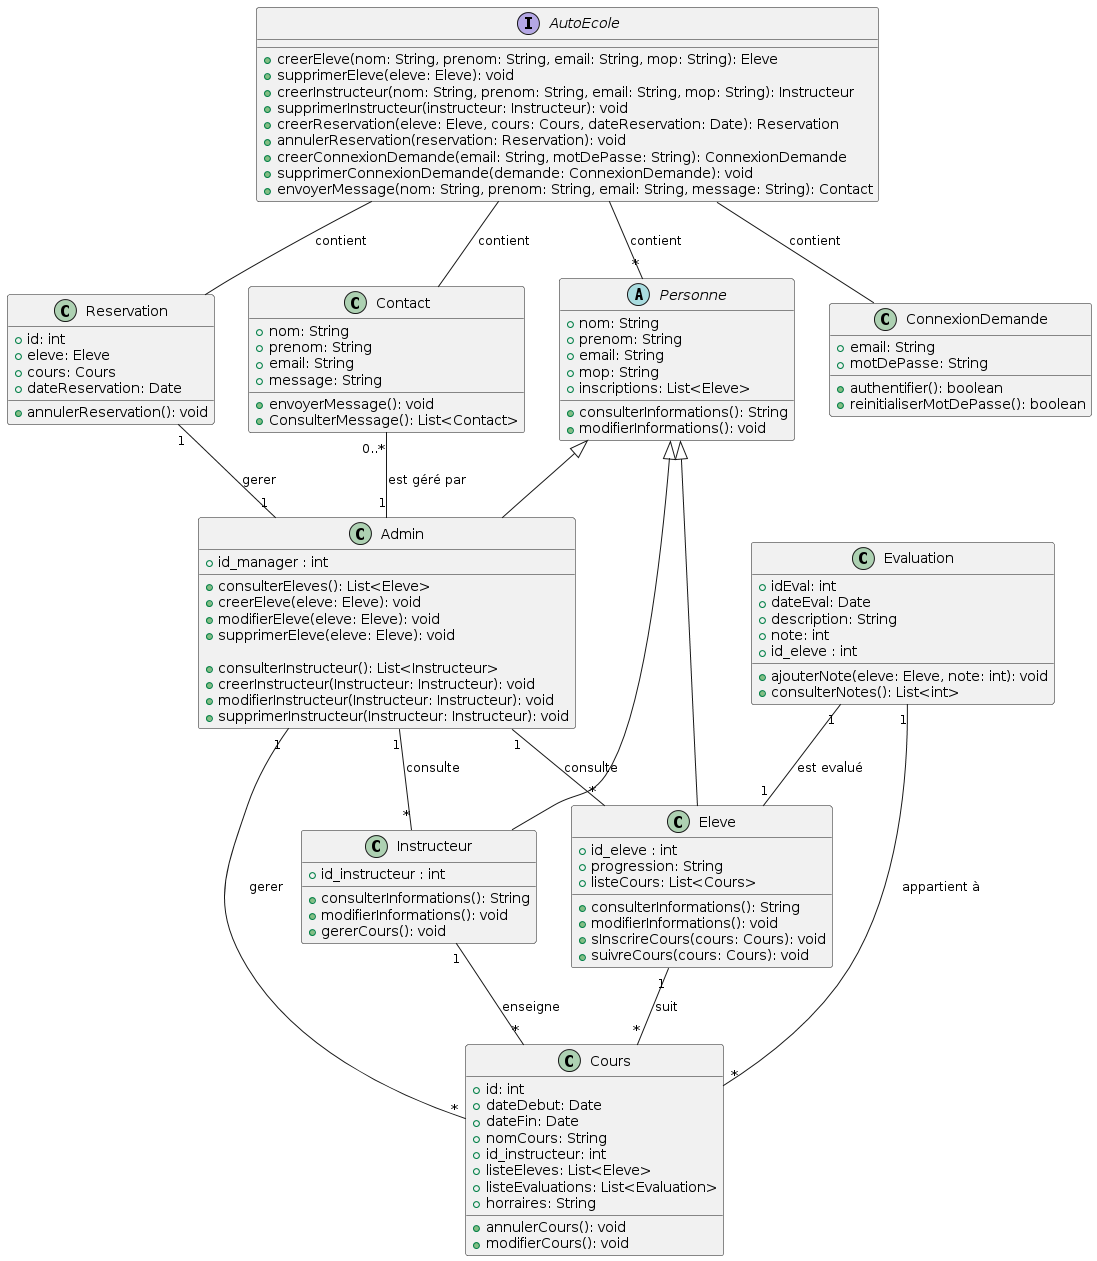 I AutoEcole
creerEleve(nom: String, prenom: String, email: String, mop: String): Eleve
supprimerEleve(eleve: Eleve): void
creerInstructeur(nom: String, prenom: String, email: String, mop: String): Instructeur
supprimerInstructeur(instructeur: Instructeur): void
creerReservation(eleve: Eleve, cours: Cours, dateReservation: Date): Reservation
annulerReservation(reservation: Reservation): void
creerConnexionDemande(email: String, motDePasse: String): ConnexionDemande
supprimerConnexionDemande(demande: ConnexionDemande): void
envoyerMessage(nom: String, prenom: String, email: String, message: String): Contact
contient
contient
contient
contient
*
C Reservation
id: int
eleve: Eleve
cours: Cours
dateReservation: Date
annulerReservation(): void
C Contact
nom: String
prenom: String
email: String
message: String
envoyerMessage(): void
ConsulterMessage(): List<Contact>
A Personne
nom: String
prenom: String
email: String
mop: String
inscriptions: List<Eleve>
consulterInformations(): String
modifierInformations(): void
C ConnexionDemande
email: String
motDePasse: String
authentifier(): boolean
reinitialiserMotDePasse(): boolean
1
gerer
1
0..*
est géré par
1
C Admin
id_manager : int
consulterEleves(): List<Eleve>
creerEleve(eleve: Eleve): void
modifierEleve(eleve: Eleve): void
supprimerEleve(eleve: Eleve): void
consulterInstructeur(): List<Instructeur>
creerInstructeur(Instructeur: Instructeur): void
modifierInstructeur(Instructeur: Instructeur): void
supprimerInstructeur(Instructeur: Instructeur): void
C Evaluation
idEval: int
dateEval: Date
description: String
note: int
id_eleve : int
ajouterNote(eleve: Eleve, note: int): void
consulterNotes(): List<int>
1
gerer
*
1
consulte
*
1
consulte
*
1
est evalué
1
1
appartient à
*
C Instructeur
id_instructeur : int
consulterInformations(): String
modifierInformations(): void
gererCours(): void
C Eleve
id_eleve : int
progression: String
listeCours: List<Cours>
consulterInformations(): String
modifierInformations(): void
sInscrireCours(cours: Cours): void
suivreCours(cours: Cours): void
1
enseigne
*
1
suit
*
C Cours
id: int
dateDebut: Date
dateFin: Date
nomCours: String
id_instructeur: int
listeEleves: List<Eleve>
listeEvaluations: List<Evaluation>
horraires: String
annulerCours(): void
modifierCours(): void